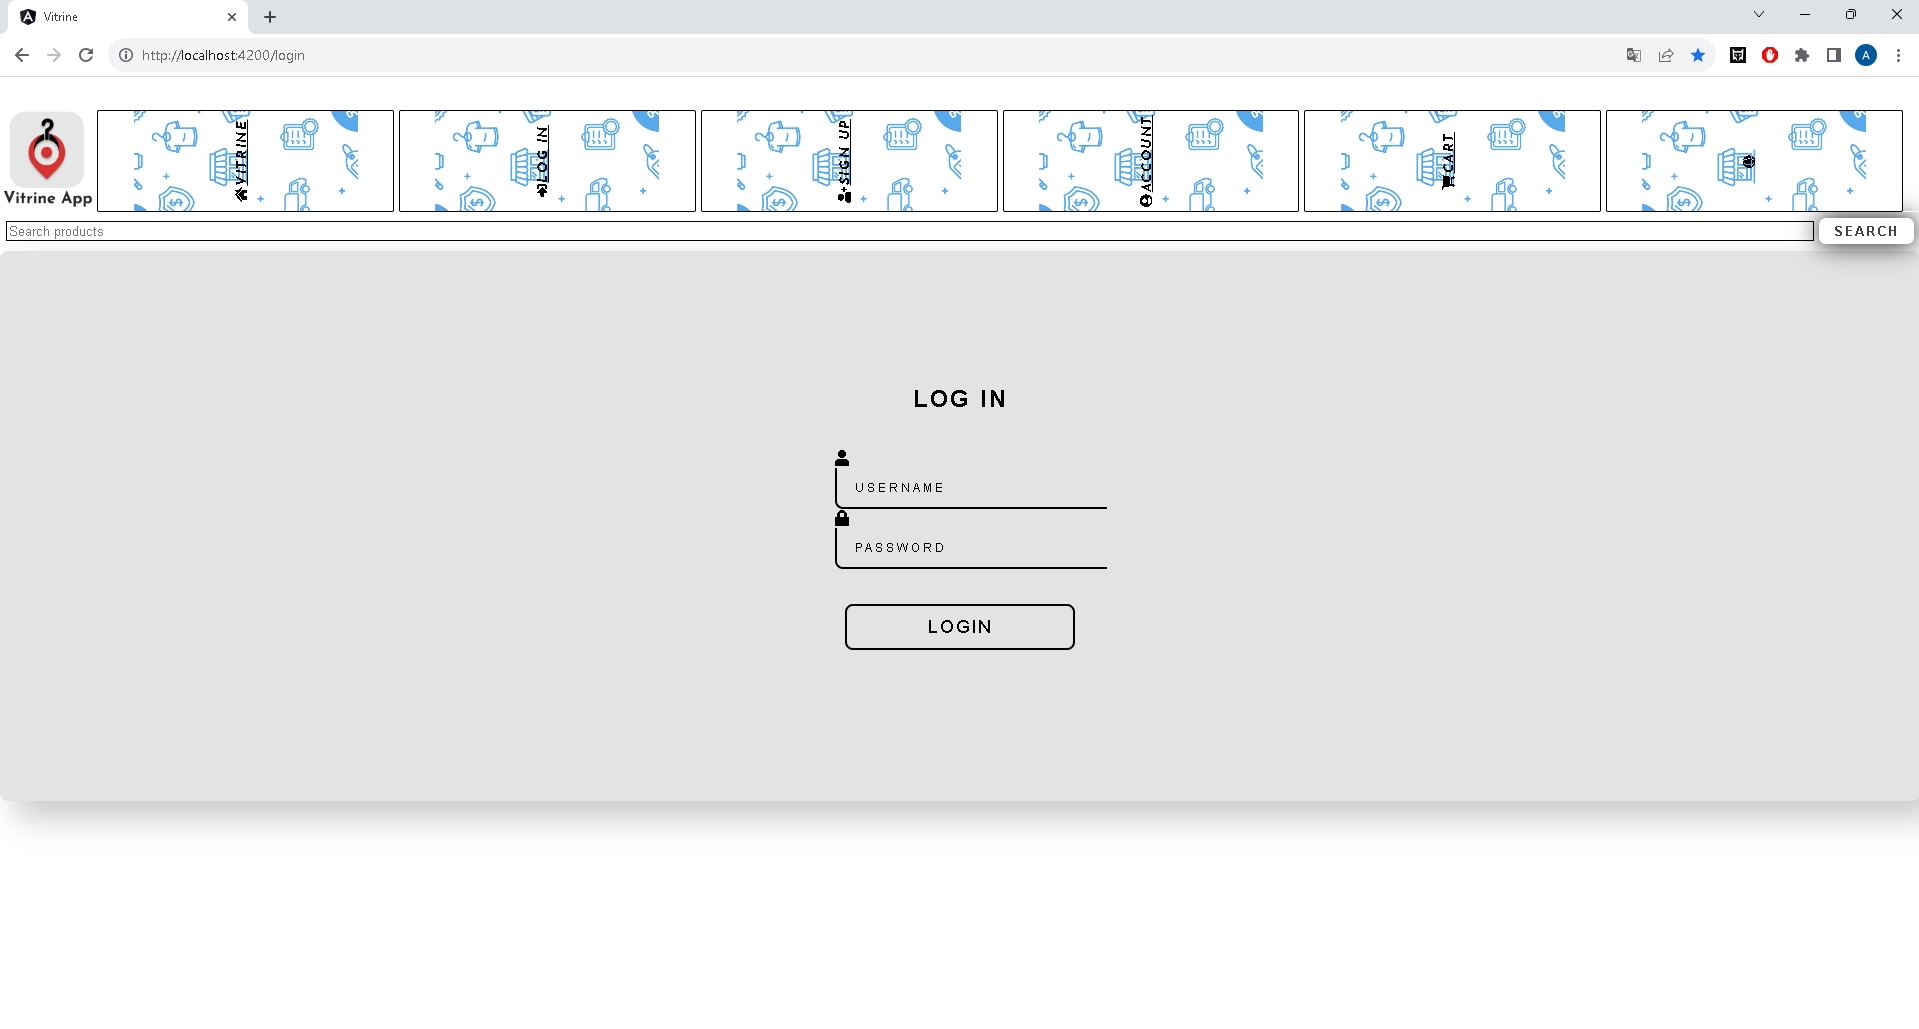 Vitrine
http://localhost:4200/login
A
Vitrine App
VITRINE
LOG IN
SIGN UP
ACCOUNT
CART
Search products
SEARCH
LOG IN
USERNAME
PASSWORD
LOGIN